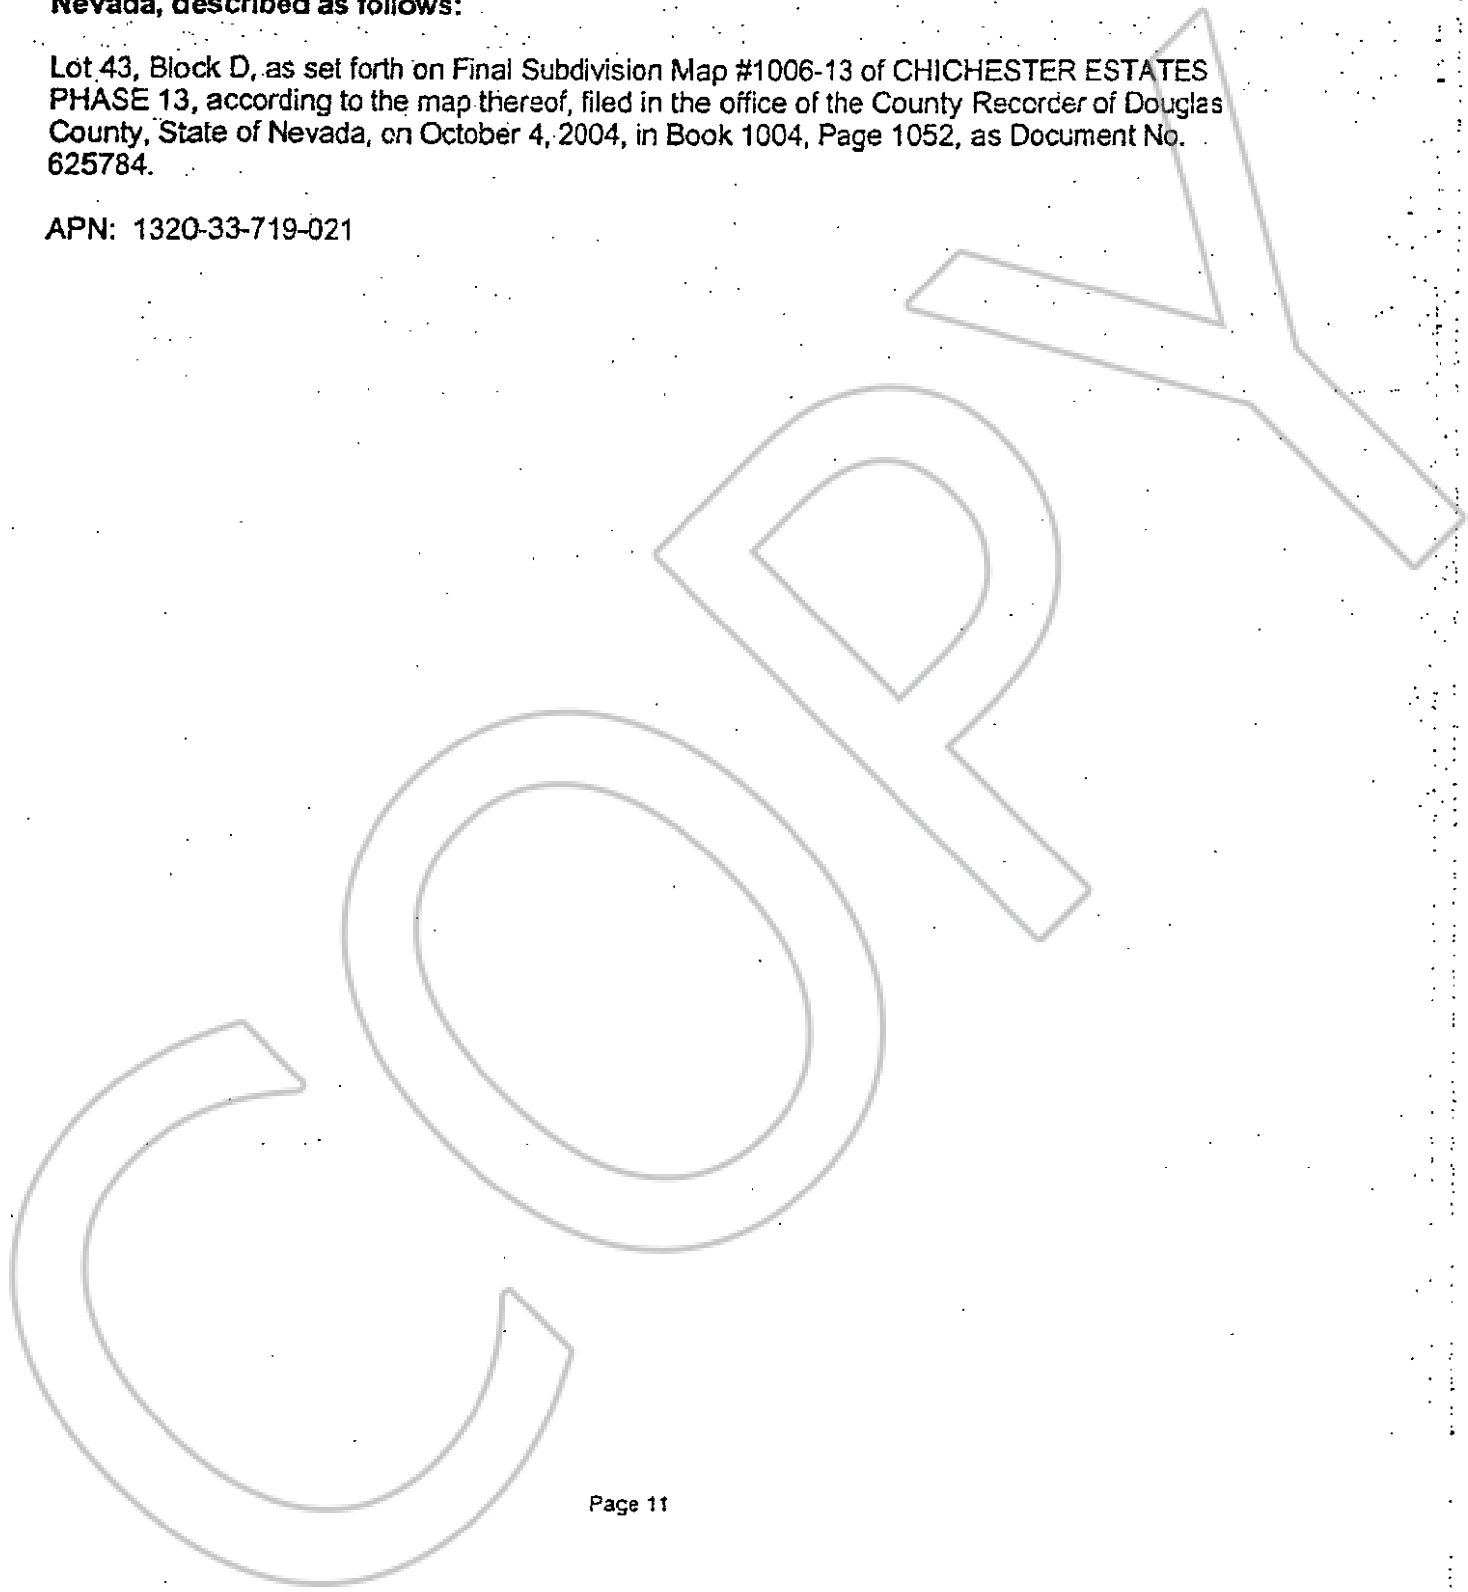 Nevada, described as follows:
Lot 43, Block D, as set forth on Final Subdivision Map #1006-13 of CHICHESTER ESTATES
PHASE 13, according to the map thereof, filed in the office of the County Recorder of Douglas
County, State of Nevada, on October 4, 2004, in Book 1004, Page 1052, as Document No.
625784.
APN: 1320-33-719-021
COPY
Page 11